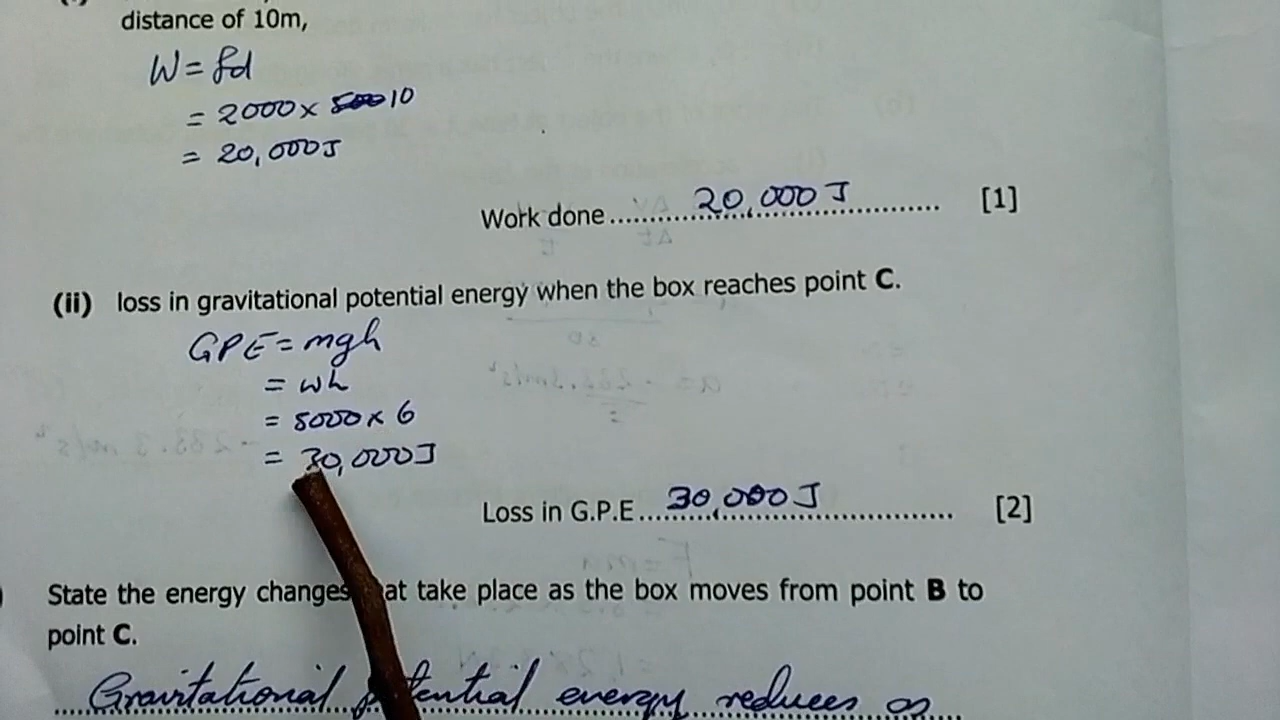 distance of 10m,
W = fd
= 2000 x 10
= 20,000J
Work done ........ 20,000 J ........ [1]
(ii) loss in gravitational potential energy when the box reaches point C.
GPE = mgh
= wh
= 5000 x 6
= 30,000J
Loss in G.P.E ........ 30,000 J ........ [2]
State the energy changes that take place as the box moves from point B to
point C.
Gravitational potential energy reduces as